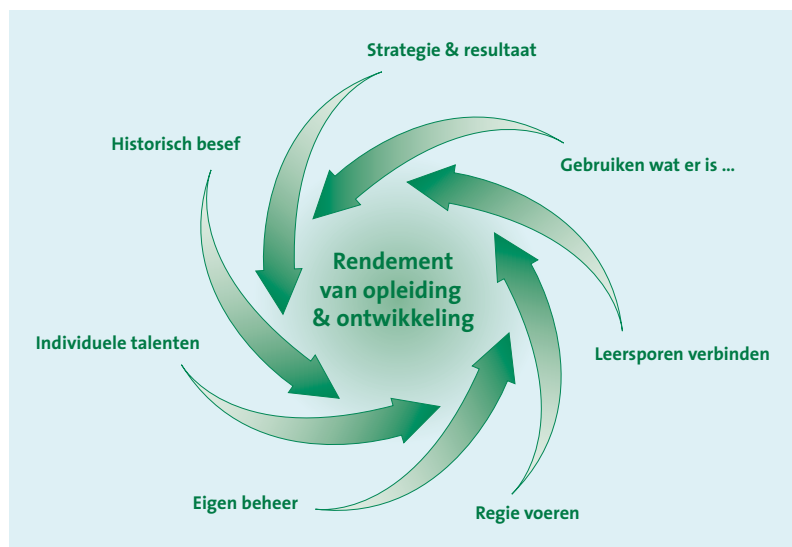 Strategie & resultaat
Historisch besef
Gebruiken wat er is ...
Rendement
van opleiding
& ontwikkeling
Individuele talenten
Leersporen verbinden
Eigen beheer
Regie voeren